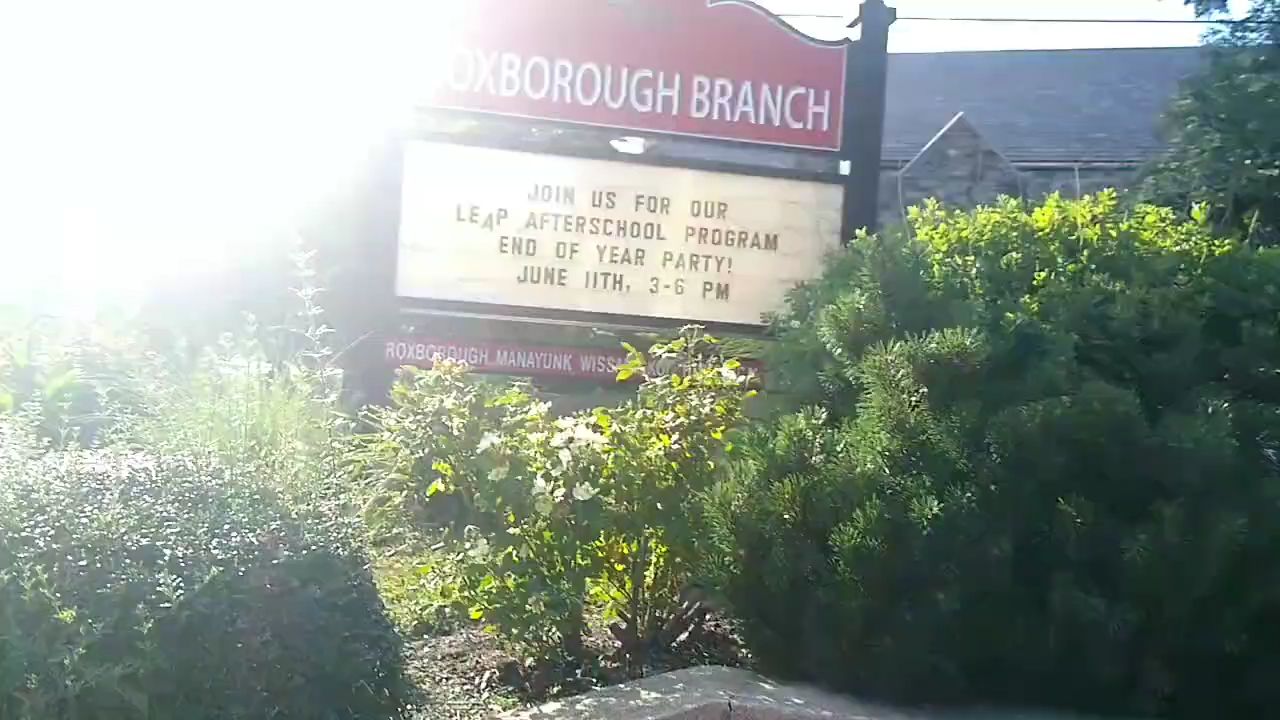 OXBOROUGH BRANCH
JOIN US FOR OUR
LEAP AFTERSCHOOL PROGRAM
END OF YEAR PARTY!
JUNE 11TH, 3-6 PM
ROXBOROUGH MANAYUNK